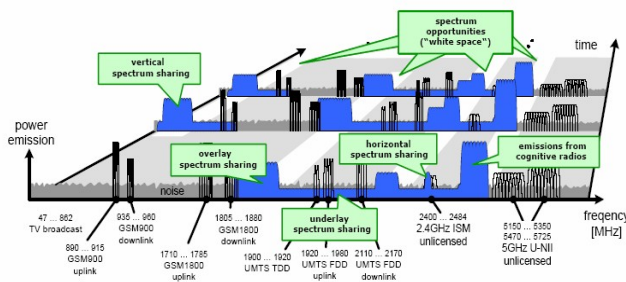 spectrum
opportunities
("white space")
time
vertical
spectrum sharing
power
emission
overlay
spectrum sharing
horizontal
spectrum sharing
emissions from
cognitive radios
noise
underlay
spectrum sharing
freqency
[MHz]
47 ... 862
TV broadcast
890 ... 915
GSM900
uplink
935 ... 960
GSM900
downlink
1710 ... 1785
GSM1800
uplink
1805 ... 1880
GSM1800
downlink
1900 ... 1920
UMTS TDD
1920 ... 1980
UMTS FDD
uplink
2110 ... 2170
UMTS FDD
downlink
2400 ... 2484
2.4GHz ISM
unlicensed
5150 ... 5350
5470 ... 5725
5GHz U-NII
unlicensed